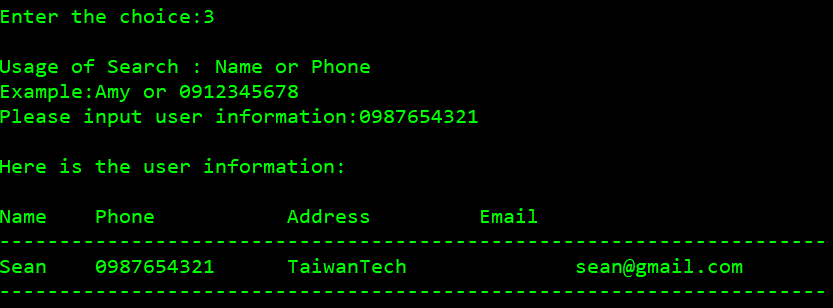 Enter the choice:3
Usage of Search : Name or Phone
Example:Amy or 0912345678
Please input user information:0987654321
Here is the user information:
Name    Phone           Address         Email
---------------------------------------------------------------------
Sean    0987654321      TaiwanTech              sean@gmail.com
---------------------------------------------------------------------